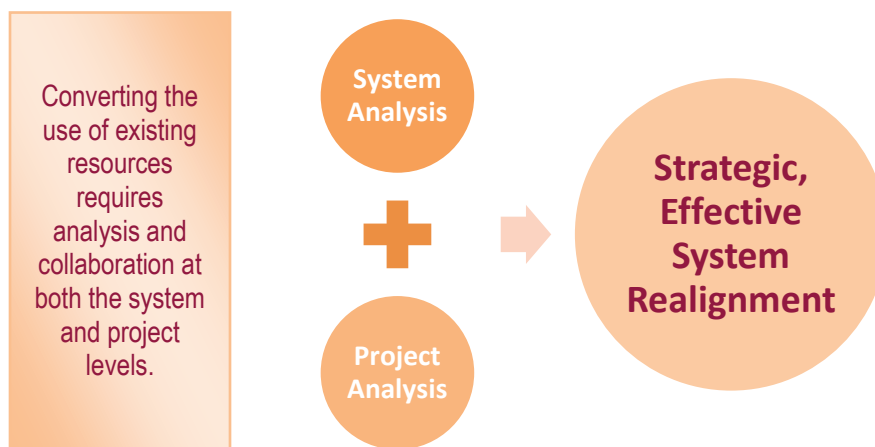 Converting the
use of existing
resources
requires
analysis and
collaboration at
both the system
and project
levels.
System
Analysis
Project
Analysis
Strategic,
Effective
System
Realignment